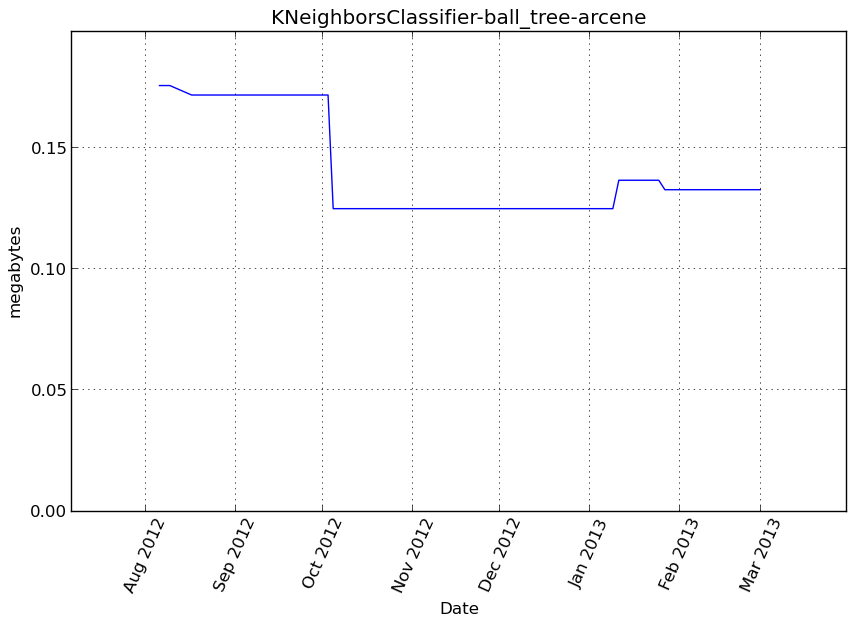 KNeighborsClassifier-ball_tree-arcene
megabytes
0.15
0.10
0.05
0.00
Aug 2012
Sep 2012
Oct 2012
Nov 2012
Dec 2012
Jan 2013
Feb 2013
Mar 2013
Date